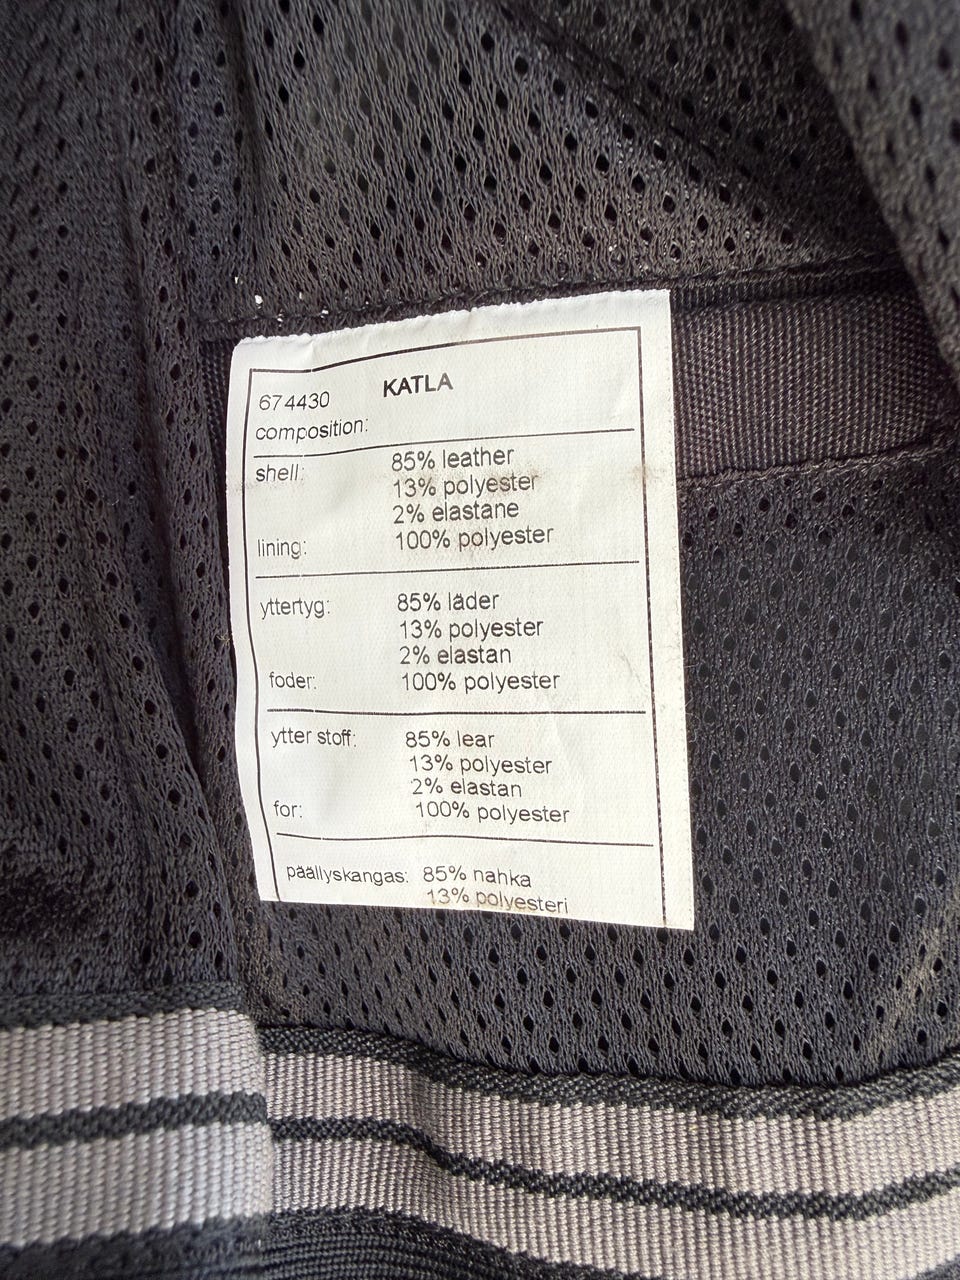 674430 KATLA
composition:
shell: 85% leather
13% polyester
2% elastane
lining: 100% polyester
yttertyg: 85% läder
13% polyester
2% elastan
foder: 100% polyester
ytter stoff: 85% lear
13% polyester
2% elastan
for: 100% polyester
päällyskangas: 85% nahka
13% polyesteri